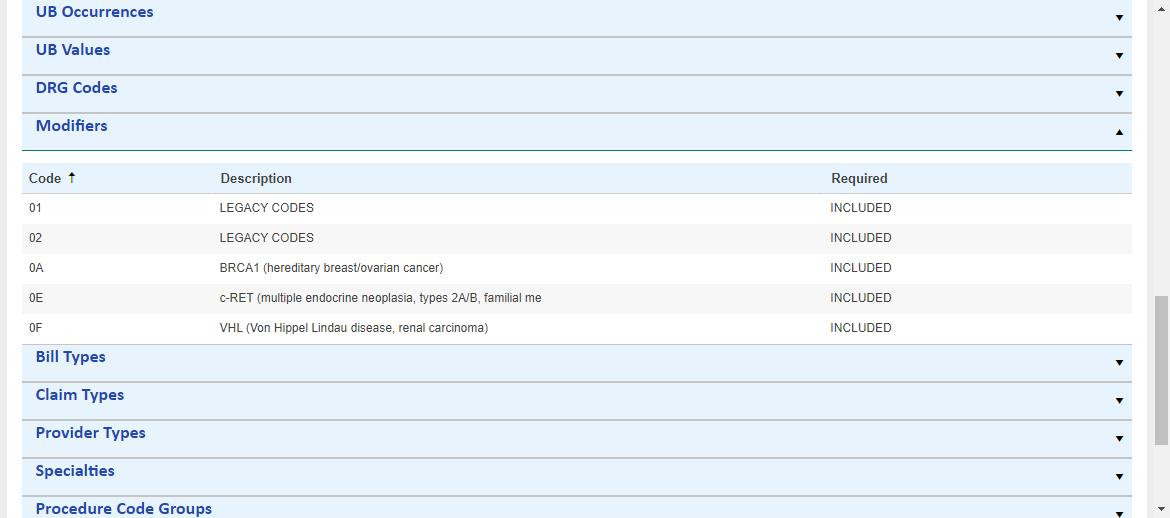 UB Occurrences
UB Values
DRG Codes
Modifiers
Code Description Required
01 LEGACY CODES INCLUDED
02 LEGACY CODES INCLUDED
0A BRCA1 (hereditary breast/ovarian cancer) INCLUDED
0E c-RET (multiple endocrine neoplasia, types 2A/B, familial me INCLUDED
0F VHL (Von Hippel Lindau disease, renal carcinoma) INCLUDED
Bill Types
Claim Types
Provider Types
Specialties
Procedure Code Groups